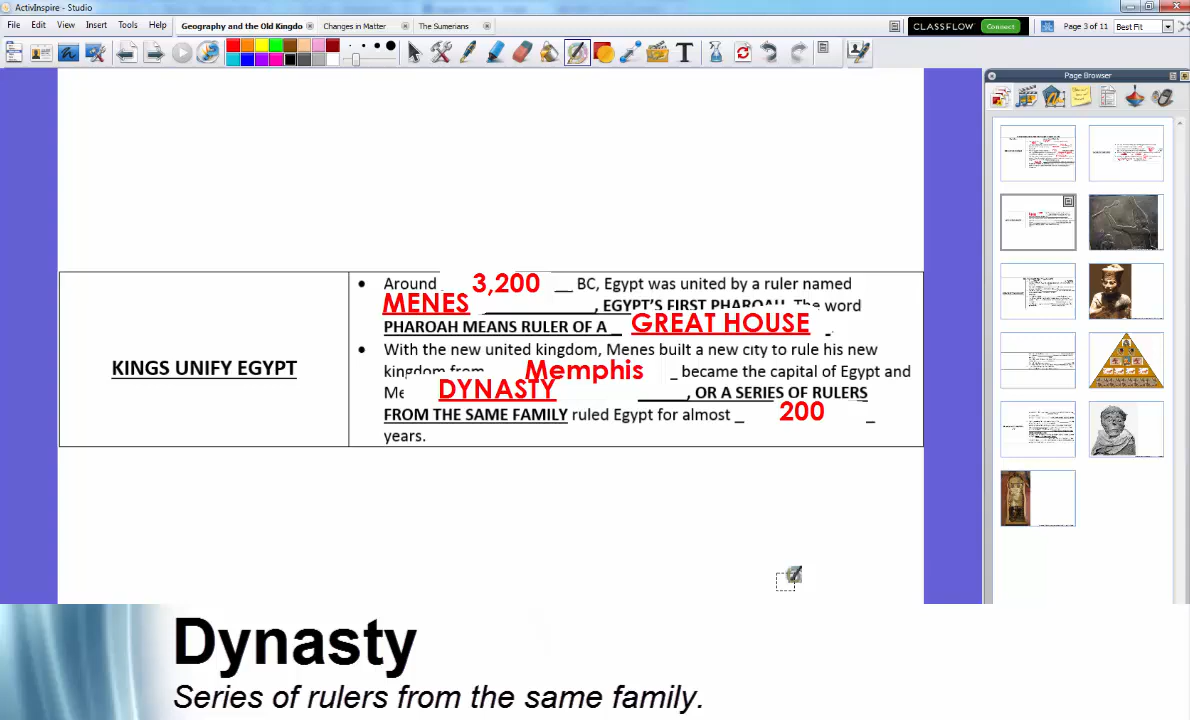 ActivInspire - Studio
File Edit View Insert Tools Help Geography and the Old Kingdo Changes in Matter The Sumerians CLASSFLOW Connect Page 3 of 11 Best Fit
Page Browser
Around 3,200 __ BC, Egypt was united by a ruler named
MENES ____________, EGYPT'S FIRST PHAROAH. The word
PHAROAH MEANS RULER OF A _ GREAT HOUSE
KINGS UNIFY EGYPT
With the new united kingdom, Menes built a new city to rule his new
kingdom from. Memphis _ became the capital of Egypt and
Me DYNASTY _____, OR A SERIES OF RULERS
FROM THE SAME FAMILY ruled Egypt for almost _ 200 _
years.
Dynasty
Series of rulers from the same family.